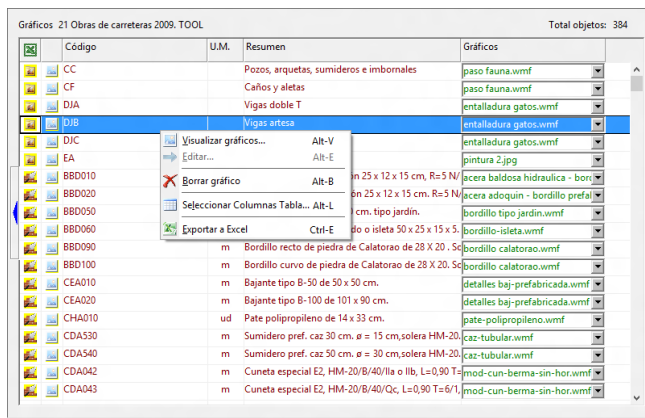 Gráficos 21 Obras de carreteras 2009. TOOL Total objetos: 384
Código U.M. Resumen Gráficos
CC Pozos, arquetas, sumideros e imbornales paso fauna.wmf
CF Caños y aletas paso fauna.wmf
DJA Vigas doble T entalladura gatos.wmf
DJB Vigas artesa entalladura gatos.wmf
DJC entalladura gatos.wmf
EA pintura 2.jpg
BBD010 ón 25 x 12 x 15 cm, R=5 N/ acera baldosa hidraulica - bord
BBD020 ón 25 x 12 x 15 cm. R=5 N/ acera adoquin - bordillo prefal
BBD050 cm. tipo jardín. bordillo tipo jardin.wmf
BBD060 do o isleta 50 x 25 x 15 x 5. bordillo-isleta.wmf
Visualizar gráficos... Alt-V
Editar... Alt-E
Borrar gráfico Alt-B
Seleccionar Columnas Tabla... Alt-L
Exportar a Excel Ctrl-E
BBD090 m Bordillo recto de piedra de Calatorao de 28 X 20 . Sc bordillo calatorao.wmf
BBD100 m Bordillo curvo de piedra de Calatorao de 28 X 20. Sc bordillo calatorao.wmf
CEA010 m Bajante tipo B-50 de 50 x 50 cm. detalles baj-prefabricada.wmf
CEA020 m Bajante tipo B-100 de 101 x 90 cm. detalles baj-prefabricada.wmf
CHA010 ud Pate polipropileno de 14 x 33 cm. pate-polipropileno.wmf
CDA530 m Sumidero pref. caz 30 cm. ø = 15 cm,solera HM-20. caz-tubular.wmf
CDA540 m Sumidero pref. caz 50 cm. ø = 30 cm,solera HM-20. caz-tubular.wmf
CDA042 m Cuneta especial E2, HM-20/B/40/IIa o IIb, L=0,90 T= mod-cun-berma-sin-hor.wmf
CDA043 m Cuneta especial E2, HM-20/B/40/Qc, L=0,90 T=6/1, mod-cun-berma-sin-hor.wmf